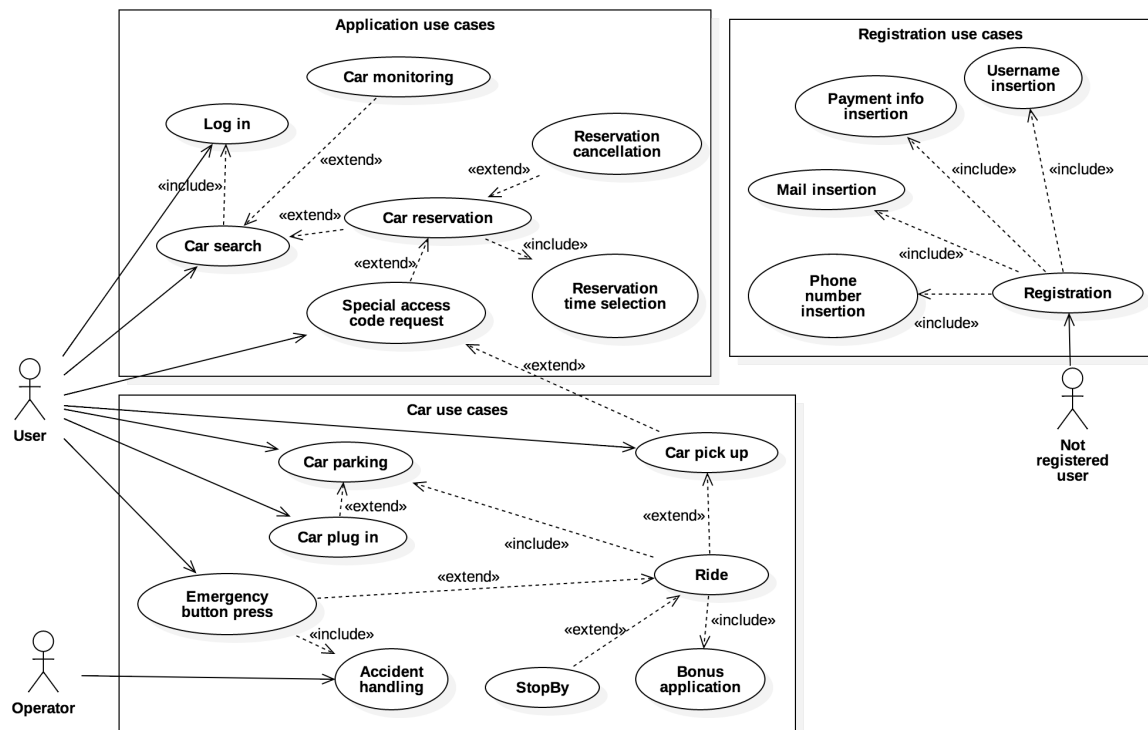 Application use cases
Car monitoring
Log in
Reservation
cancellation
«extend»
«extend»
«include»
«extend»
Car reservation
Car search
«include»
«extend»
Special access
code request
Reservation
time selection
«extend»
User
Registration use cases
Username
insertion
Payment info
insertion
«include»
«include»
Mail insertion
«include»
Phone
number
insertion
Registration
«include»
Not
registered
user
Car use cases
Car parking
Car pick up
«extend»
«extend»
Car plug in
«include»
Ride
«extend»
Emergency
button press
«include»
«extend»
«include»
Accident
handling
StopBy
Bonus
application
Operator